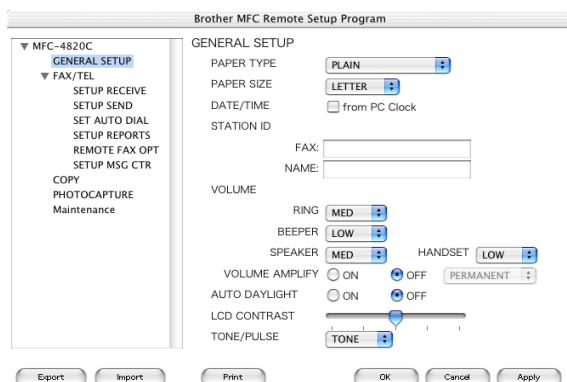 Brother MFC Remote Setup Program
MFC-4820C
GENERAL SETUP
FAX/TEL
SETUP RECEIVE
SETUP SEND
SET AUTO DIAL
SETUP REPORTS
REMOTE FAX OPT
SETUP MSG CTR
COPY
PHOTOCAPTURE
Maintenance
GENERAL SETUP
PAPER TYPE PLAIN
PAPER SIZE LETTER
DATE/TIME from PC Clock
STATION ID
FAX:
NAME:
VOLUME
RING MED
BEEPER LOW
SPEAKER MED HANDSET LOW
VOLUME AMPLIFY ON OFF PERMANENT
AUTO DAYLIGHT ON OFF
LCD CONTRAST
TONE/PULSE TONE
Export Import Print OK Cancel Apply